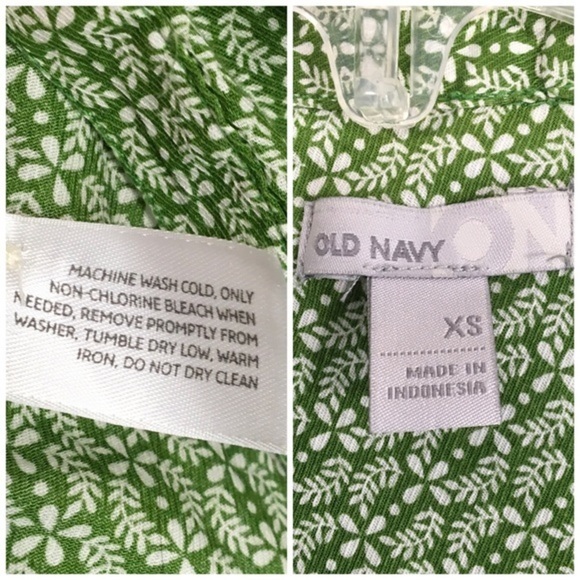 MACHINE WASH COLD, ONLY
NON-CHLORINE BLEACH WHEN
NEEDED, REMOVE PROMPTLY FROM
WASHER, TUMBLE DRY LOW, WARM
IRON, DO NOT DRY CLEAN
OLD NAVY ON
XS
MADE IN
INDONESIA